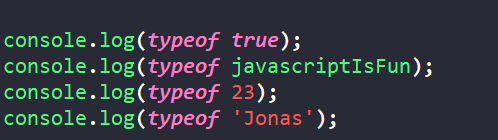 console.log(typeof true);
console.log(typeof javascriptIsFun);
console.log(typeof 23);
console.log(typeof 'Jonas');